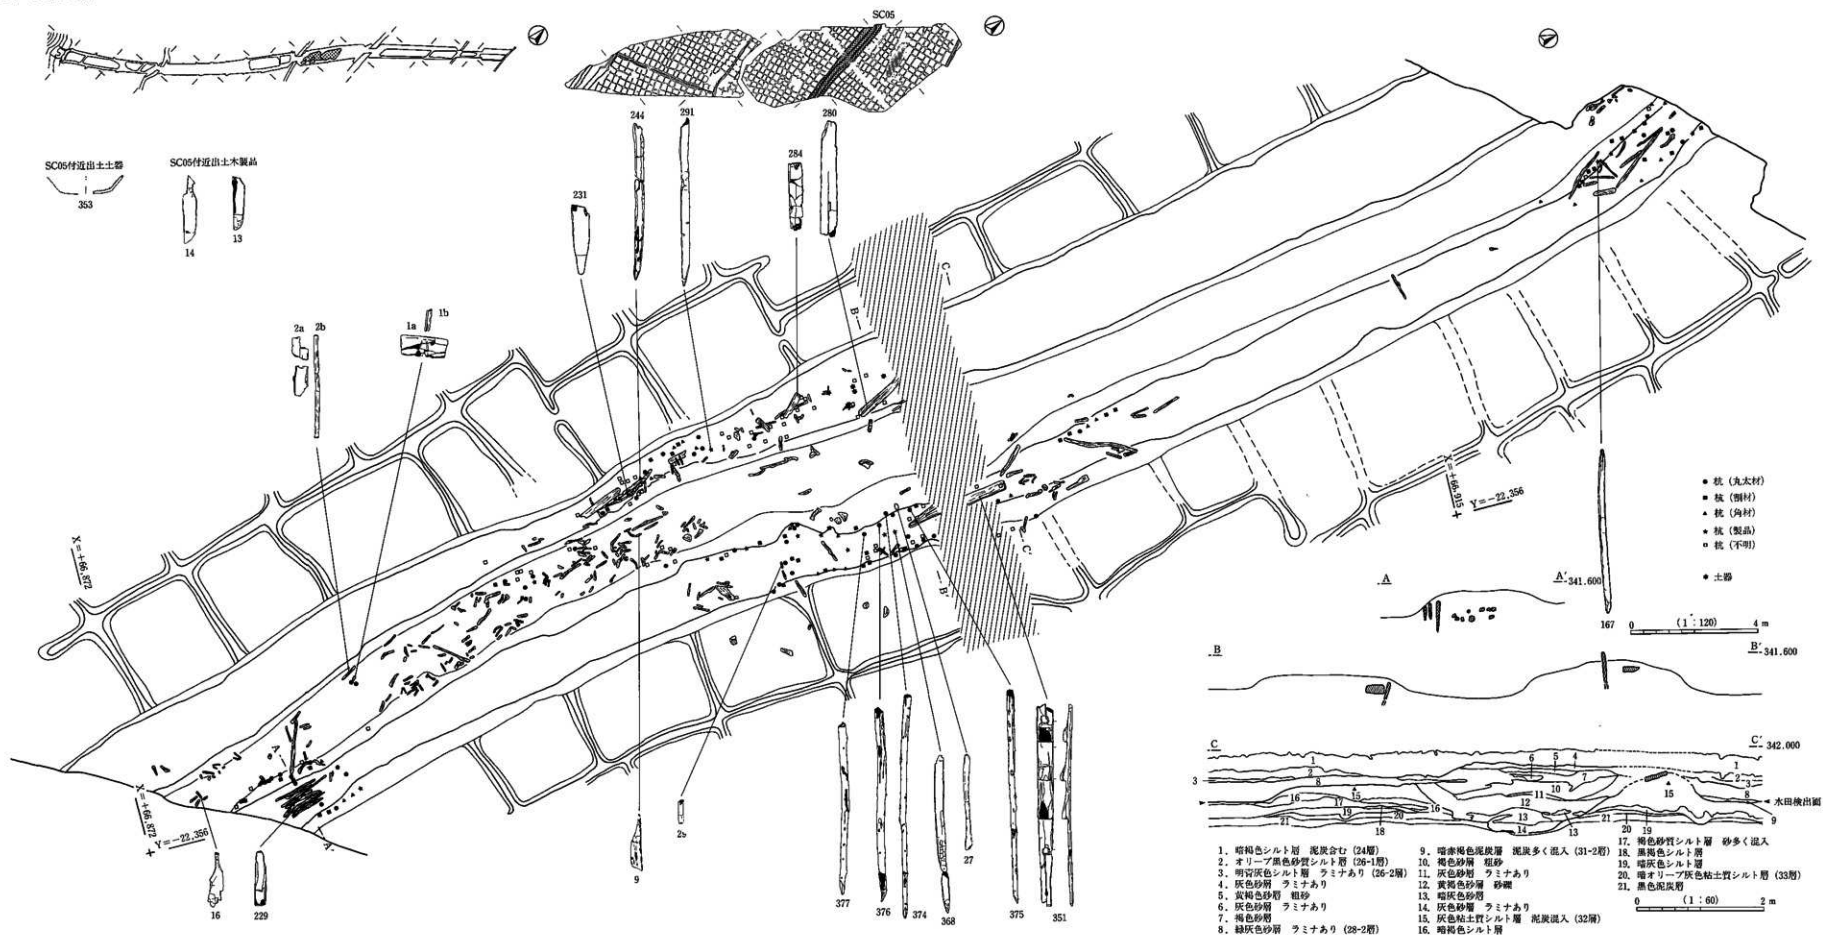 SC05
SC05付近出土土器
353
SC05付近出土木製品
14
13
244
291
284
280
231
2a
2b
1a
1b
B
C
B'
C'
A
A'
X=+66,872
X=+66,872
Y=-22,356
X=+66,915
Y=-22,356
16
229
9
29
377
376
374
368
27
375
351
167
● 杭 (丸太材)
■ 杭 (割材)
▲ 杭 (角材)
★ 杭 (製品)
□ 杭 (不明)
土器
A
A' 341.600
0 (1:120) 4 m
B
B' 341.600
C
C' 342.000
水田検出面
1. 暗褐色シルト層 泥炭含む (24層)
2. オリーブ黒色砂質シルト層 (26-1層)
3. 明青灰色シルト層 ラミナあり (26-2層)
4. 灰色砂層 ラミナあり
5. 黄褐色砂層 粗砂
6. 灰色砂層 ラミナあり
7. 褐色砂層
8. 緑灰色砂層 ラミナあり (28-2層)
9. 暗赤褐色泥炭層 泥炭多く混入 (31-2層)
10. 褐色砂層 粗砂
11. 灰色砂層 ラミナあり
12. 黄褐色砂層 砂礫
13. 暗灰色砂層
14. 灰色砂層 ラミナあり
15. 灰色粘土質シルト層 泥炭混入 (32層)
16. 暗褐色シルト層
17. 褐色砂質シルト層 砂多く混入
18. 黒褐色シルト層
19. 暗灰色シルト層
20. 暗オリーブ灰色粘土質シルト層 (33層)
21. 黒色泥炭層
0 (1:60) 2 m